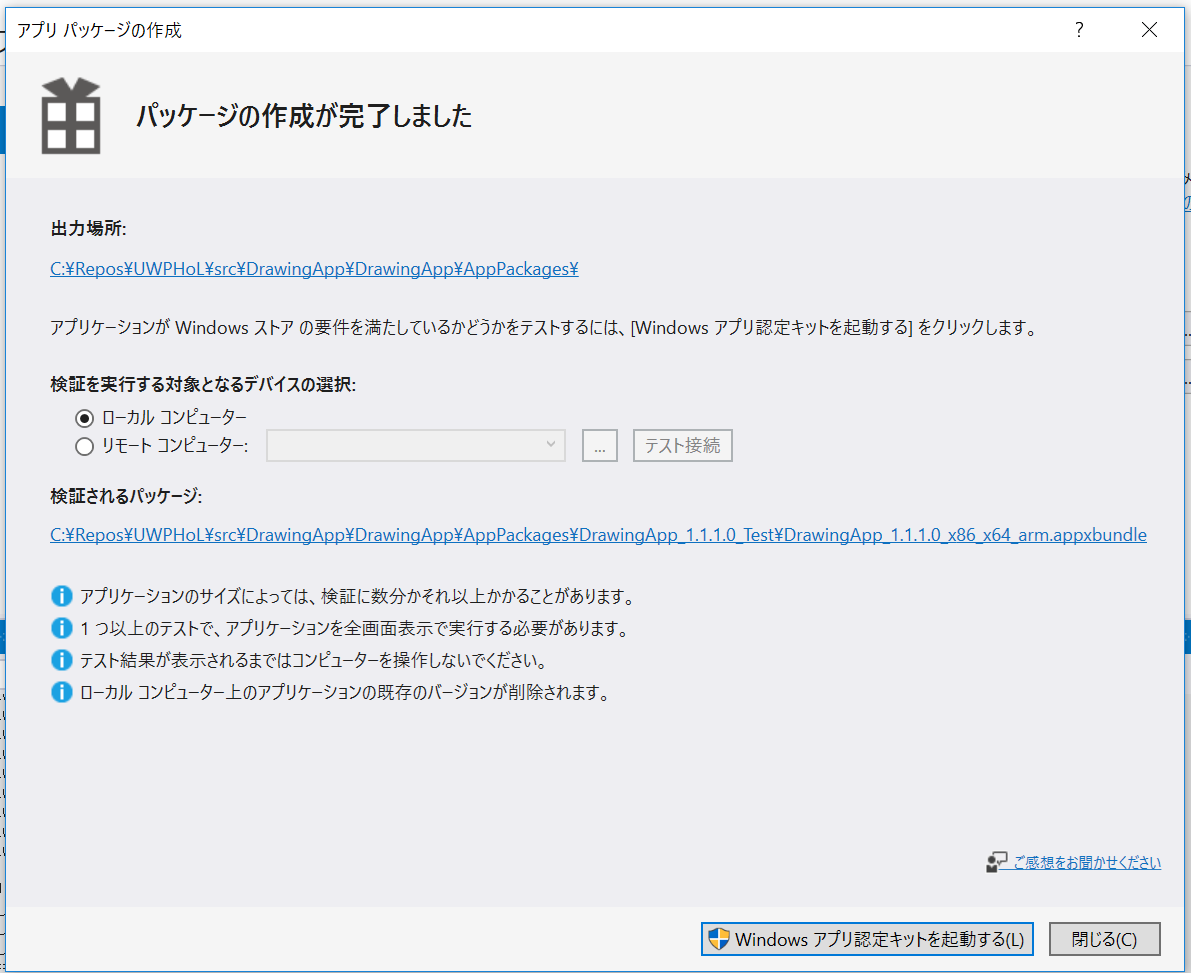 アプリ パッケージの作成
?
パッケージの作成が完了しました
出力場所:
C:¥Repos¥UWPHoL¥src¥DrawingApp¥DrawingApp¥AppPackages¥
アプリケーションが Windows ストア の要件を満たしているかどうかをテストするには、[Windows アプリ認定キットを起動する] をクリックします。
検証を実行する対象となるデバイスの選択:
ローカル コンピューター
リモート コンピューター: ... テスト接続
検証されるパッケージ:
C:¥Repos¥UWPHoL¥src¥DrawingApp¥DrawingApp¥AppPackages¥DrawingApp_1.1.1.0_Test¥DrawingApp_1.1.1.0_x86_x64_arm.appxbundle
アプリケーションのサイズによっては、検証に数分かそれ以上かかることがあります。
1 つ以上のテストで、アプリケーションを全画面表示で実行する必要があります。
テスト結果が表示されるまではコンピューターを操作しないでください。
ローカル コンピューター上のアプリケーションの既存のバージョンが削除されます。
ご感想をお聞かせください
Windows アプリ認定キットを起動する(L) 閉じる(C)